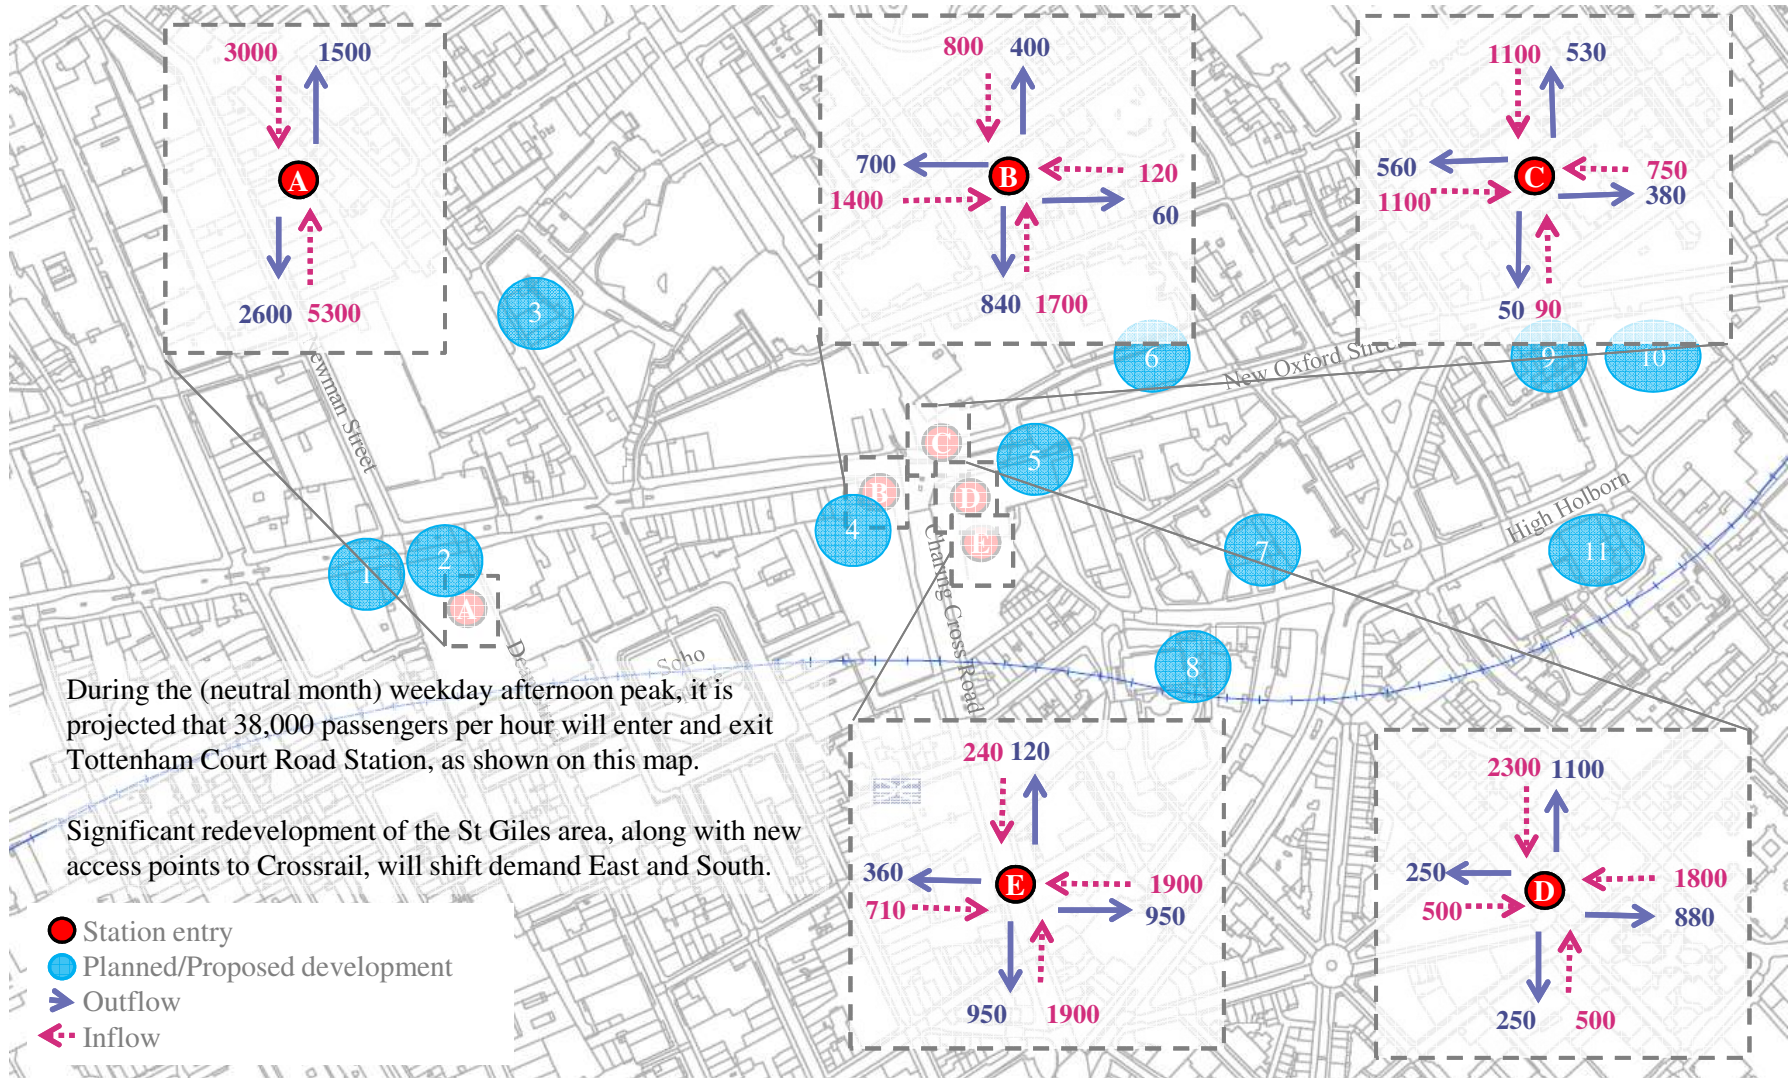 3000 1500
A
2600 5300
800 400
700
B
120
1400
60
840 1700
1100 530
560
C
750
1100
380
50 90
3
6
9
10
Newman Street
New Oxford Street
C
5
B
D
4
E
High Holborn
1
2
7
11
A
Charing Cross Road
Soho
8
During the (neutral month) weekday afternoon peak, it is
projected that 38,000 passengers per hour will enter and exit
Tottenham Court Road Station, as shown on this map.
Significant redevelopment of the St Giles area, along with new
access points to Crossrail, will shift demand East and South.
240 120
360
E
1900
710
950
950 1900
2300 1100
250
D
1800
500
880
250 500
Station entry
Planned/Proposed development
Outflow
Inflow